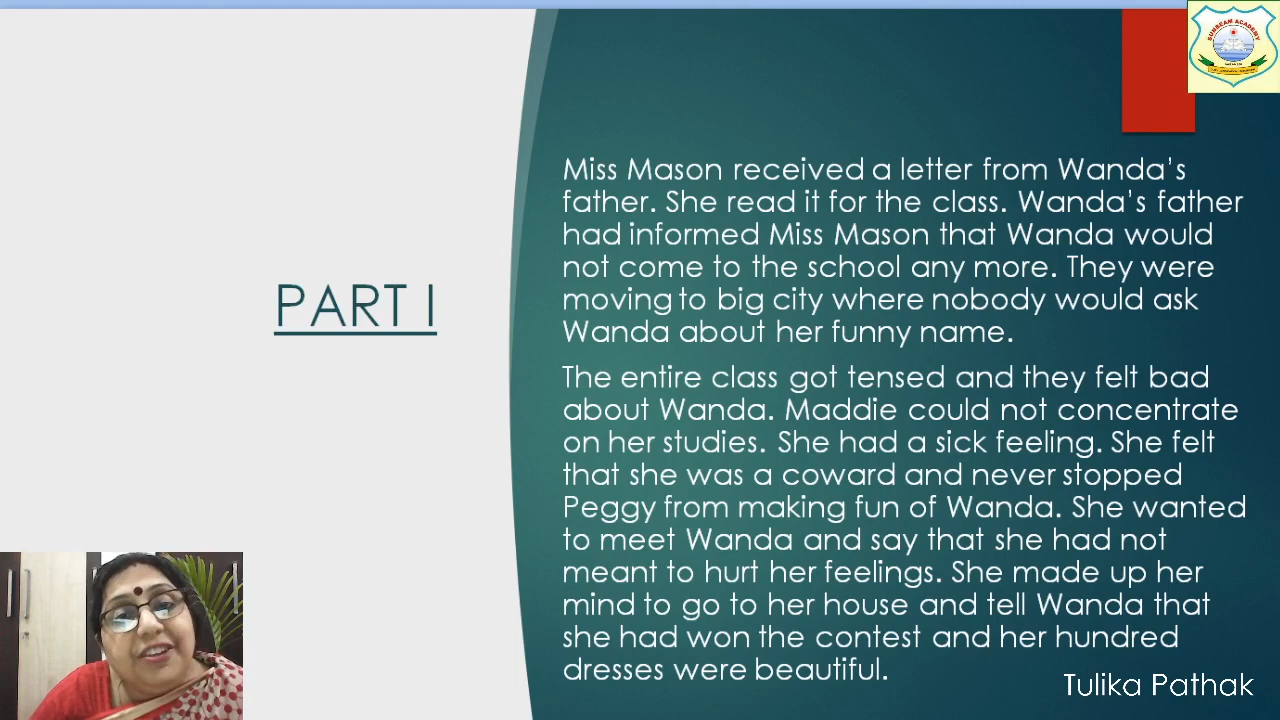 SUNBEAM ACADEMY
PART I
Miss Mason received a letter from Wanda's
father. She read it for the class. Wanda's father
had informed Miss Mason that Wanda would
not come to the school any more. They were
moving to big city where nobody would ask
Wanda about her funny name.
The entire class got tensed and they felt bad
about Wanda. Maddie could not concentrate
on her studies. She had a sick feeling. She felt
that she was a coward and never stopped
Peggy from making fun of Wanda. She wanted
to meet Wanda and say that she had not
meant to hurt her feelings. She made up her
mind to go to her house and tell Wanda that
she had won the contest and her hundred
dresses were beautiful.
Tulika Pathak